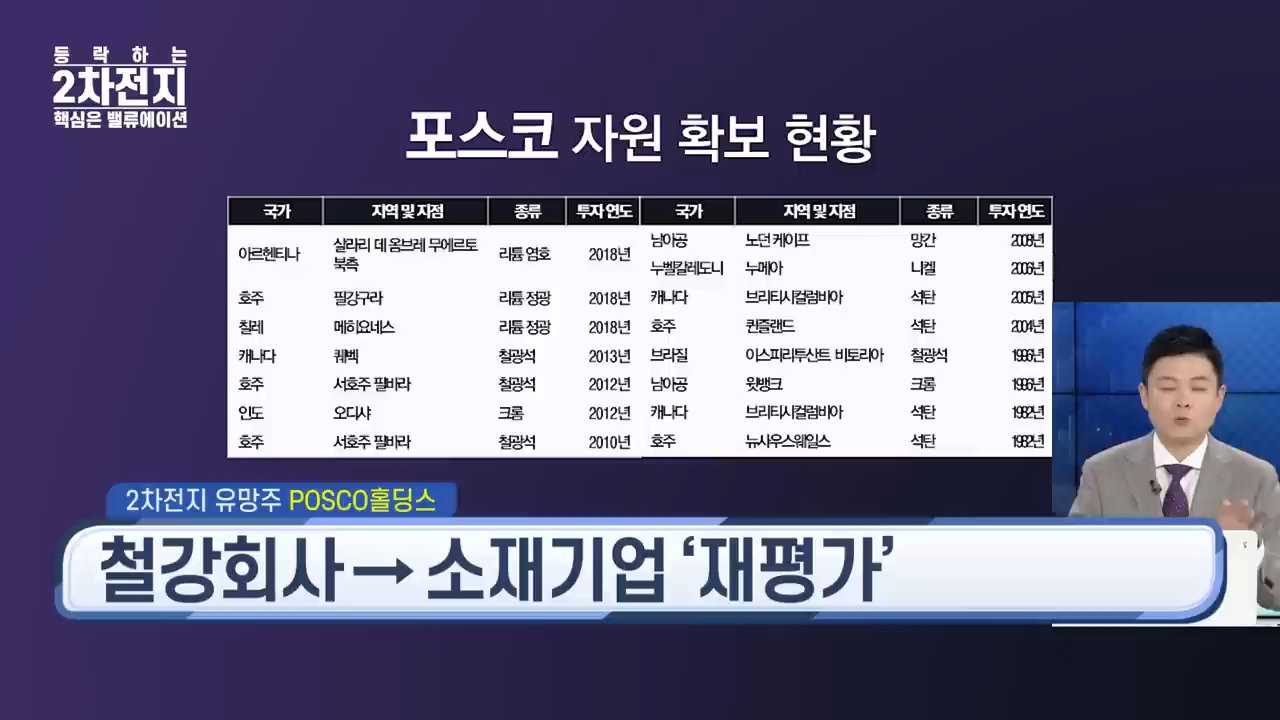 등락하는
2차전지
핵심은 밸류에이션
포스코 자원 확보 현황
국가 지역 및 지점 종류 투자 연도 국가 지역 및 지점 종류 투자 연도
아르헨티나 살라리 데 옴브레 무에르토 북측 리튬 염호 2018년 남아공 노던 케이프 망간 2008년
누벨칼레도니 누메아 니켈 2006년
호주 필강구라 리튬 정광 2018년 캐나다 브리티시컬럼비아 석탄 2005년
칠레 메히요네스 리튬 정광 2018년 호주 퀸즐랜드 석탄 2004년
캐나다 퀘벡 철광석 2013년 브라질 이스피리투산트 비토리아 철광석 1996년
호주 서호주 필바라 철광석 2012년 남아공 윗뱅크 크롬 1996년
인도 오디샤 크롬 2012년 캐나다 브리티시컬럼비아 석탄 1982년
호주 서호주 필바라 철광석 2010년 호주 뉴사우스웨일스 석탄 1982년
2차전지 유망주 POSCO홀딩스
철강회사→소재기업 ‘재평가’